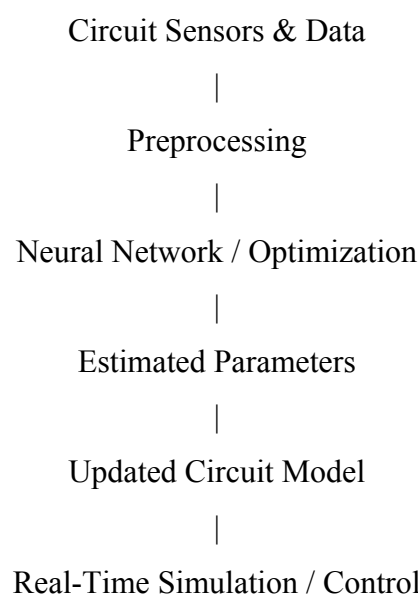 Circuit Sensors & Data
|
Preprocessing
|
Neural Network / Optimization
|
Estimated Parameters
|
Updated Circuit Model
|
Real-Time Simulation / Control